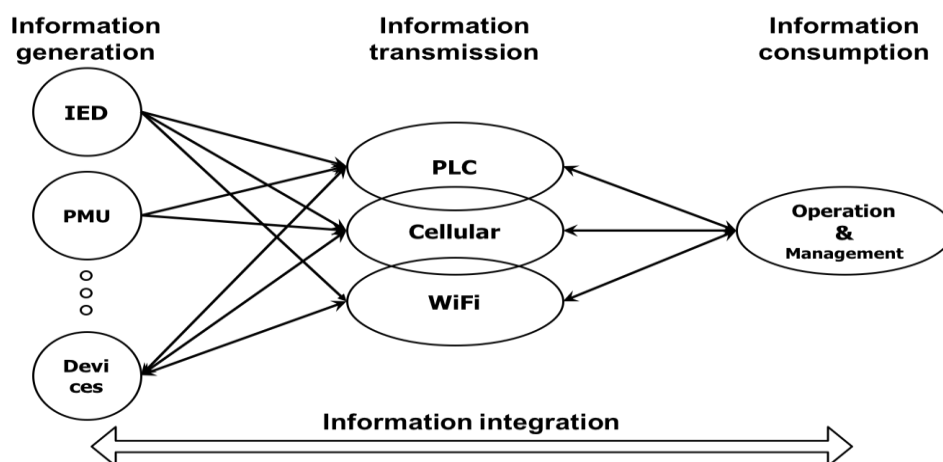 Information
generation
Information
transmission
Information
consumption
IED
PMU
Devi
ces
PLC
Cellular
WiFi
Operation
&
Management
Information integration